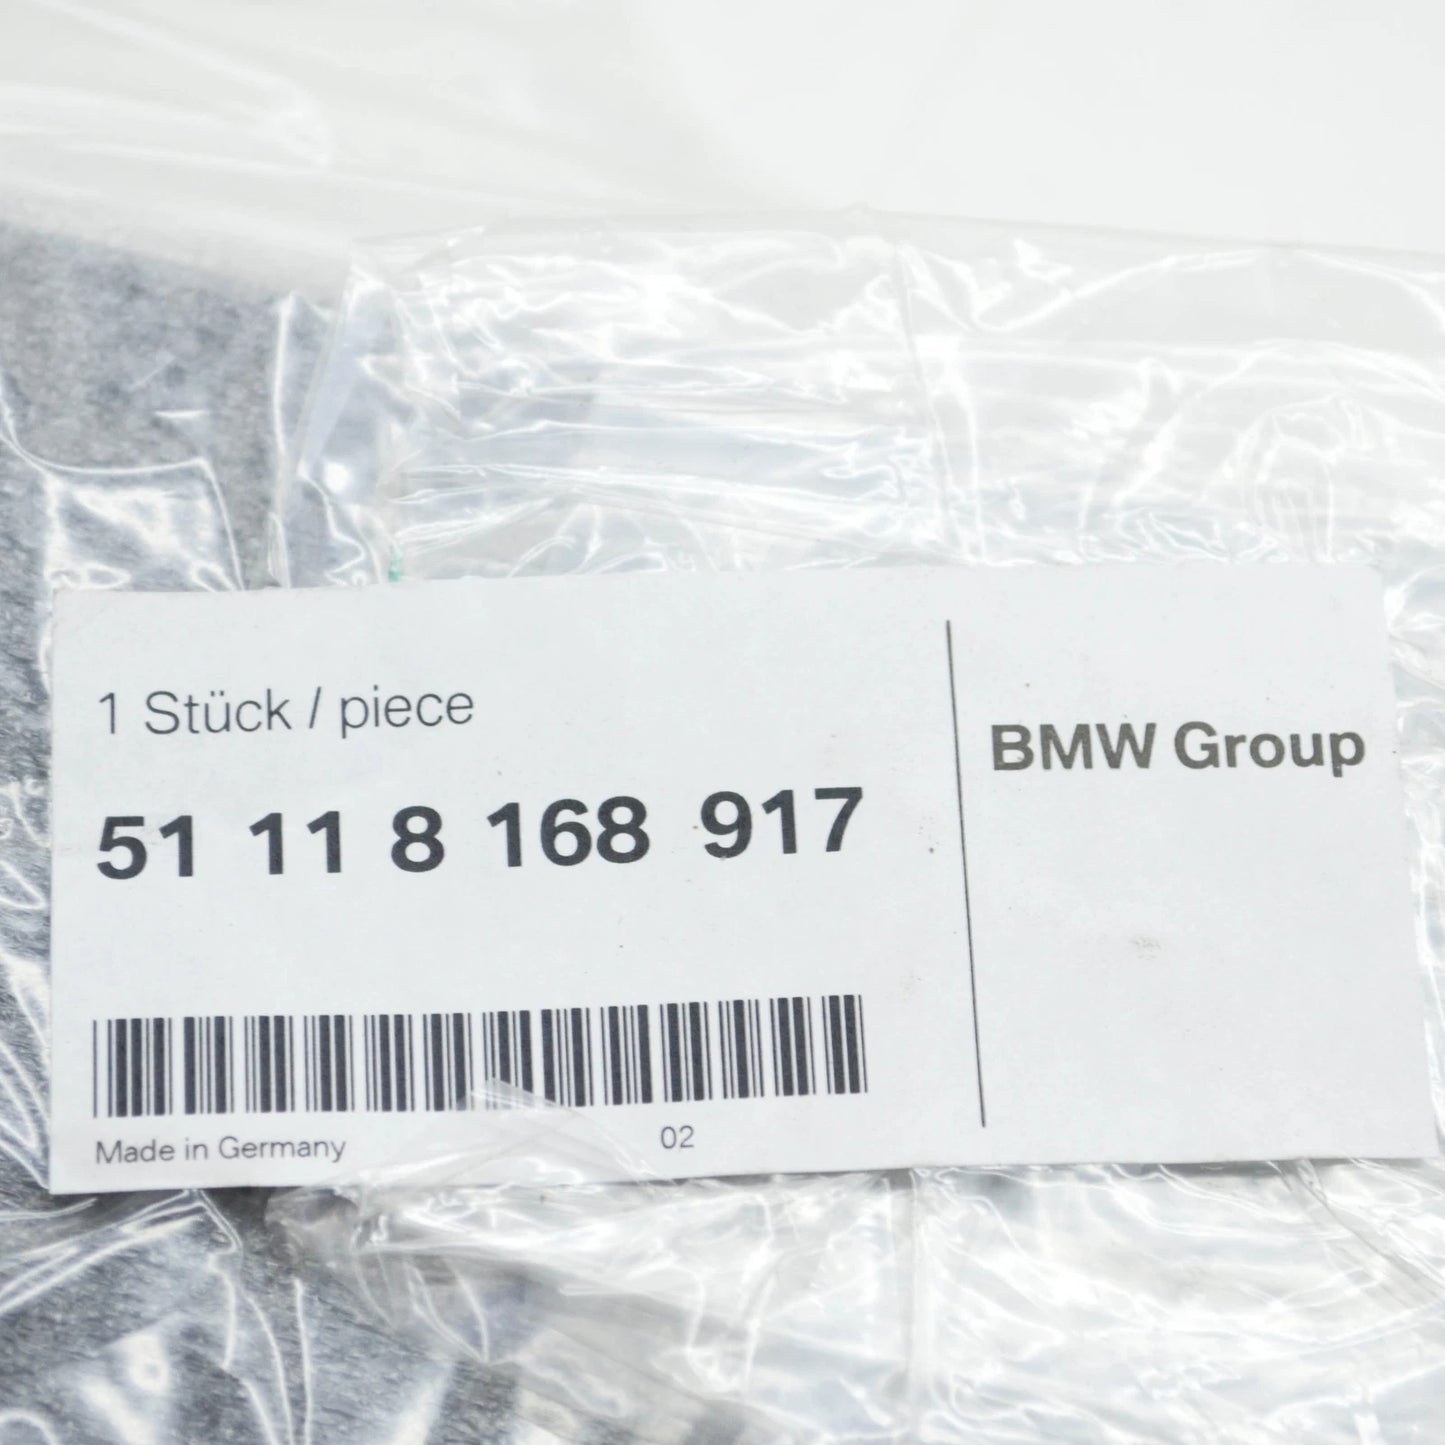 1 Stück / piece
51 11 8 168 917
BMW Group
Made in Germany
02